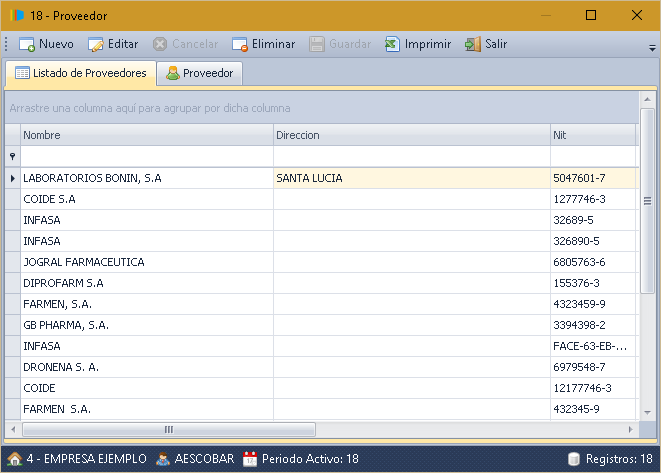 18 - Proveedor
Nuevo Editar Cancelar Eliminar Guardar Imprimir Salir
Listado de Proveedores Proveedor
Arrastre una columna aquí para agrupar por dicha columna
Nombre Direccion Nit
LABORATORIOS BONIN, S.A SANTA LUCIA 5047601-7
COIDE S.A 1277746-3
INFASA 32689-5
INFASA 326890-5
JOGRAL FARMACEUTICA 6805763-6
DIPROFARM S.A 155376-3
FARMEN, S.A. 4323459-9
GB PHARMA, S.A. 3394398-2
INFASA FACE-63-EB-...
DRONENA S. A. 6979548-7
COIDE 12177746-3
FARMEN S.A. 432345-9
4 - EMPRESA EJEMPLO AESCOBAR 12 Periodo Activo: 18 Registros: 18